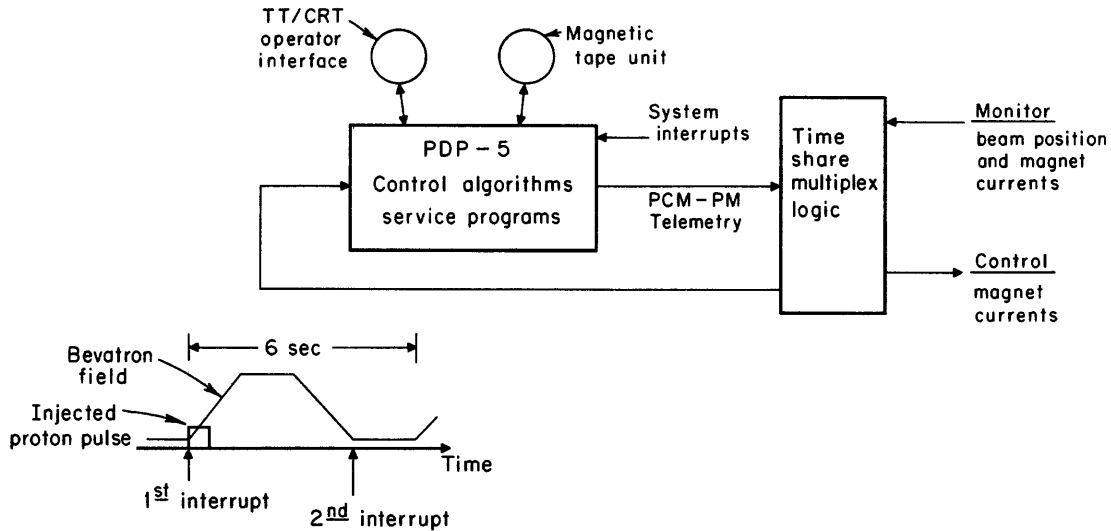 TT/CRT
operator
interface
Magnetic
tape unit
System
interrupts
PDP-5
Control algorithms
service programs
PCM-PM
Telemetry
Time
share
multiplex
logic
Monitor
beam position
and magnet
currents
Control
magnet
currents
6 sec
Bevatron
field
Injected
proton pulse
Time
1st interrupt
2nd interrupt